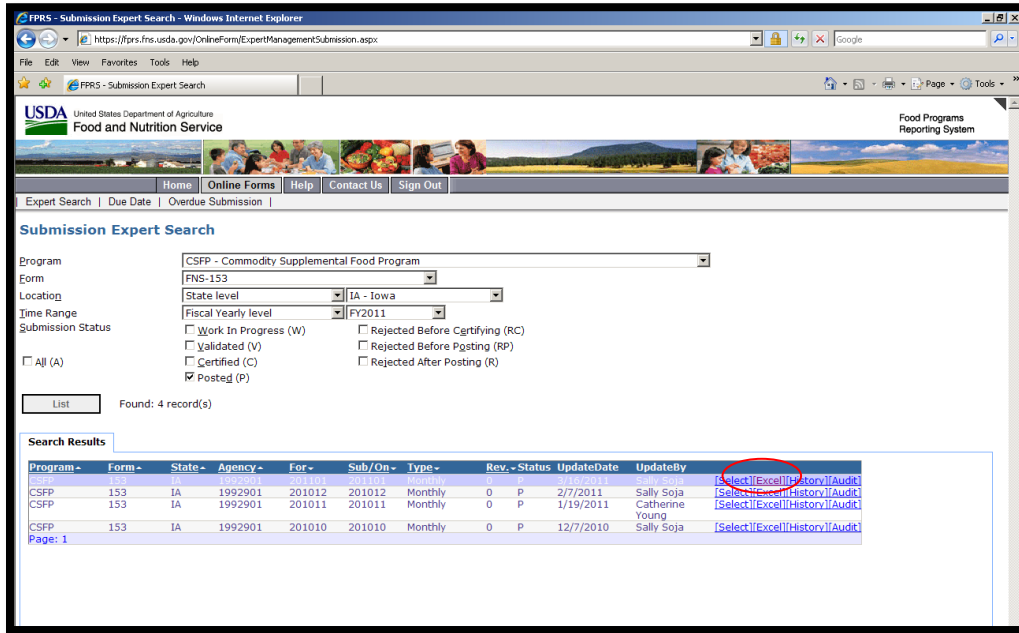 FPRS - Submission Expert Search - Windows Internet Explorer
https://fprs.fns.usda.gov/OnlineForm/ExpertManagementSubmission.aspx Google
File Edit View Favorites Tools Help
FPRS - Submission Expert Search Page Tools »
USDA United States Department of Agriculture
Food and Nutrition Service
Food Programs
Reporting System
Home Online Forms Help Contact Us Sign Out
| Expert Search | Due Date | Overdue Submission |
Submission Expert Search
Program CSFP - Commodity Supplemental Food Program
Form FNS-153
Location State level IA - Iowa
Time Range Fiscal Yearly level FY2011
Submission Status Work In Progress (W) Rejected Before Certifying (RC)
Validated (V) Rejected Before Posting (RP)
All (A) Certified (C) Rejected After Posting (R)
Posted (P)
List Found: 4 record(s)
Search Results
Program Form State Agency For Sub/On Type Rev. Status UpdateDate UpdateBy
CSFP 153 IA 1992901 201101 201101 Monthly 0 P 3/16/2011 Sally Soja [Select][Excel][History][Audit]
CSFP 153 IA 1992901 201012 201012 Monthly 0 P 2/7/2011 Sally Soja [Select][Excel][History][Audit]
CSFP 153 IA 1992901 201011 201011 Monthly 0 P 1/19/2011 Catherine [Select][Excel][History][Audit]
Young
CSFP 153 IA 1992901 201010 201010 Monthly 0 P 12/7/2010 Sally Soja [Select][Excel][History][Audit]
Page: 1